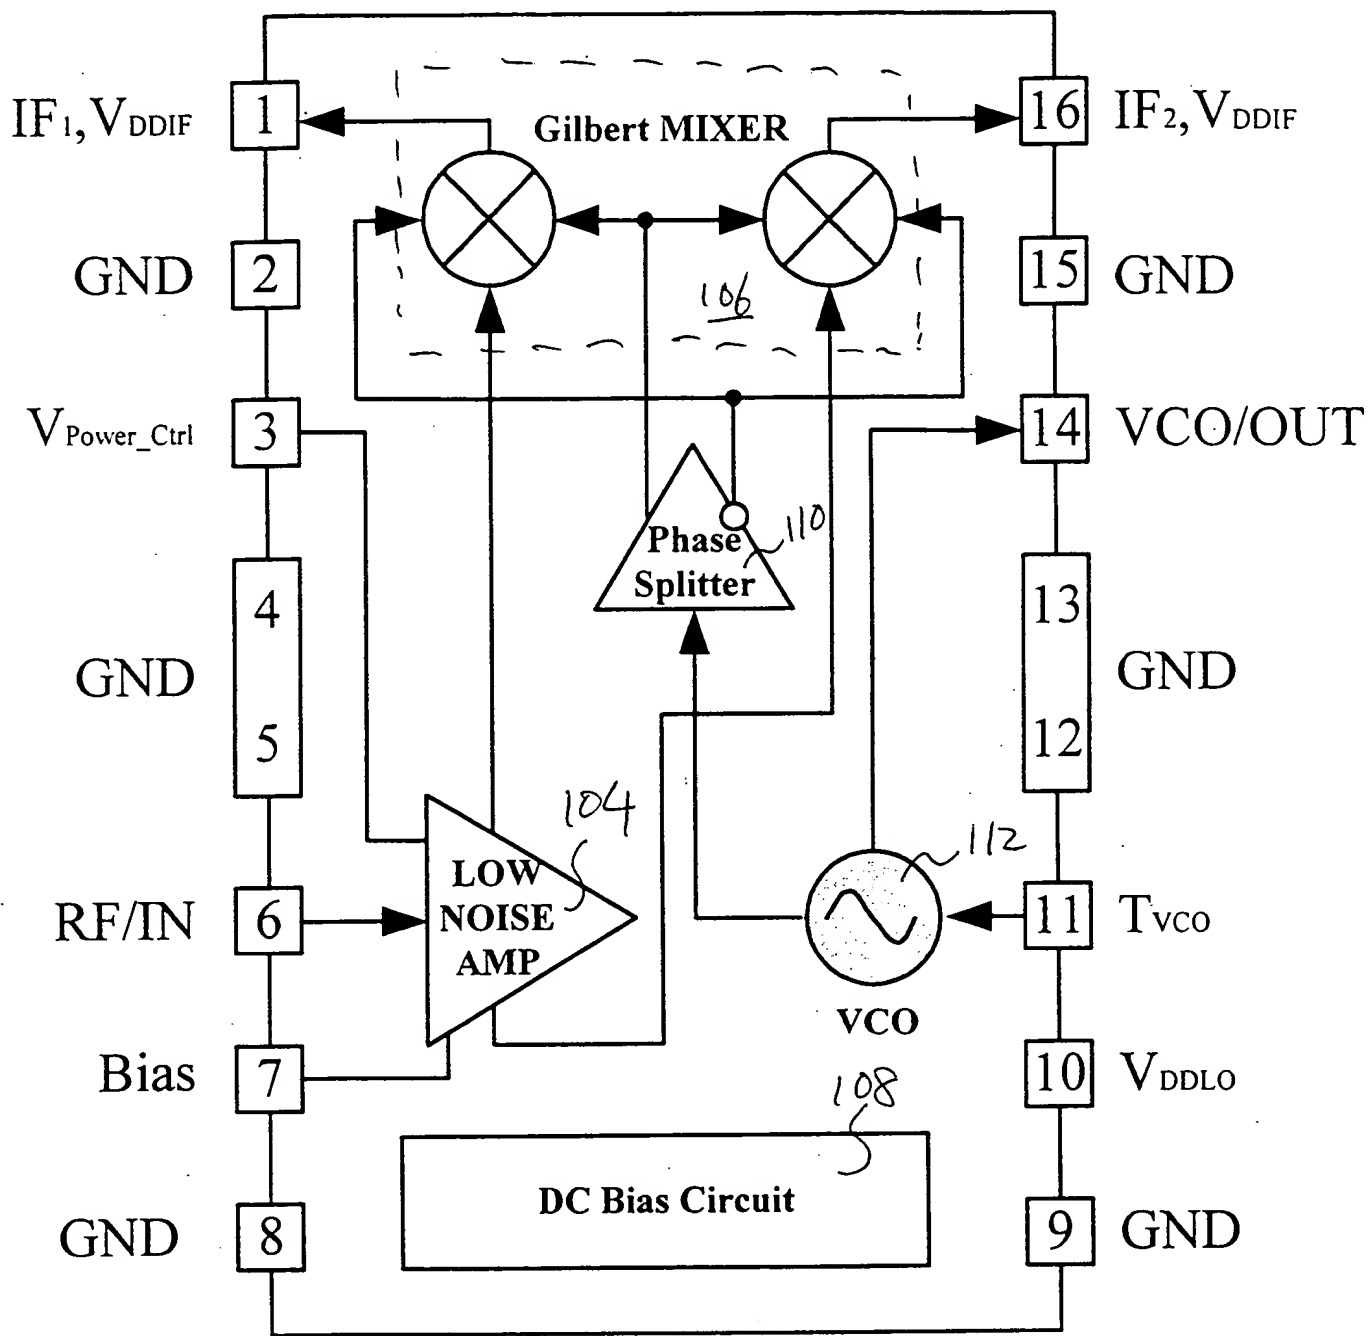 IF1,VDDIF
1
Gilbert MIXER
16
IF2,VDDIF
GND
2
106
15
GND
VPower_Ctrl
3
14
VCO/OUT
Phase
Splitter
110
4
GND
5
13
GND
12
104
LOW
NOISE
AMP
112
RF/IN
6
11
TVCO
VCO
Bias
7
10
VDDLO
108
DC Bias Circuit
GND
8
9
GND